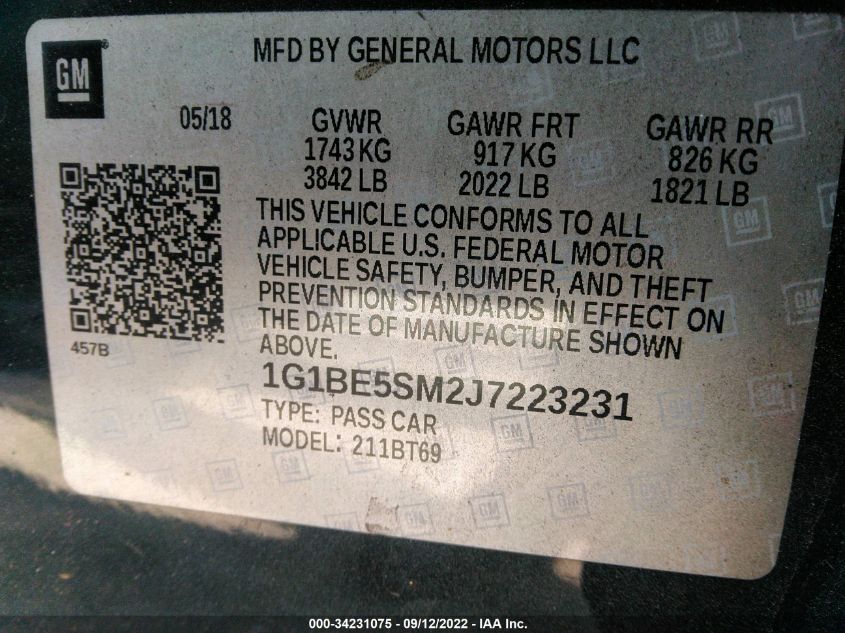 GM
MFD BY GENERAL MOTORS LLC
05/18
GVWR
1743 KG
3842 LB
GAWR FRT
917 KG
2022 LB
GAWR RR
826 KG
1821 LB
THIS VEHICLE CONFORMS TO ALL
APPLICABLE U.S. FEDERAL MOTOR
VEHICLE SAFETY, BUMPER, AND THEFT
PREVENTION STANDARDS IN EFFECT ON
THE DATE OF MANUFACTURE SHOWN
ABOVE.
457B
1G1BE5SM2J7223231
TYPE: PASS CAR
MODEL: 211BT69
000-34231075 - 09/12/2022 - IAA Inc.